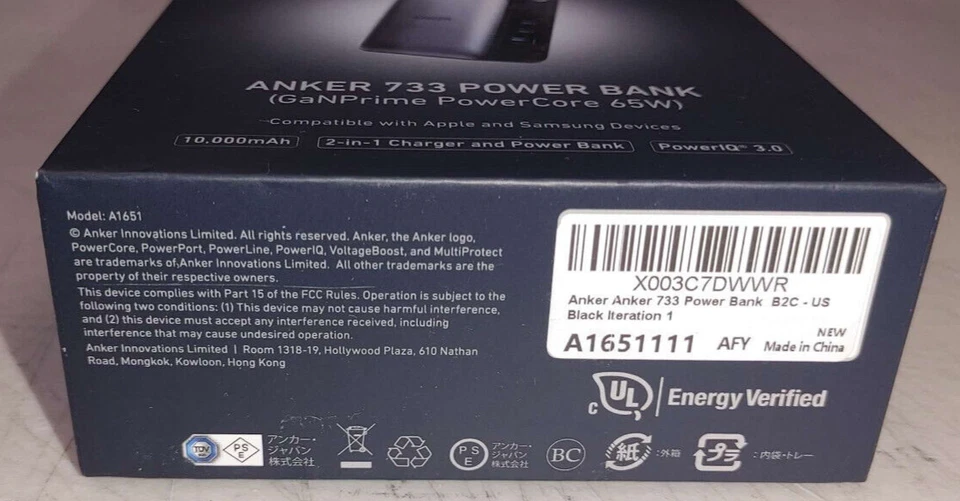 ANKER 733 POWER BANK
(GaNPrime PowerCore 65W)
Compatible with Apple and Samsung Devices
10,000mAh 2-in-1 Charger and Power Bank PowerIQ™ 3.0
Model: A1651
© Anker Innovations Limited. All rights reserved. Anker, the Anker logo,
PowerCore, PowerPort, PowerLine, PowerIQ, VoltageBoost, and MultiProtect
are trademarks of Anker Innovations Limited. All other trademarks are the
property of their respective owners.
This device complies with Part 15 of the FCC Rules. Operation is subject to the
following two conditions: (1) This device may not cause harmful interference,
and (2) this device must accept any interference received, including
interference that may cause undesired operation.
Anker Innovations Limited | Room 1318-19, Hollywood Plaza, 610 Nathan
Road, Mongkok, Kowloon, Hong Kong
X003C7DWWR
Anker Anker 733 Power Bank B2C - US
Black Iteration 1
A1651111 AFY NEW
Made in China
C UL Energy Verified
TÜV
PS
E
アンカー・
ジャパン
株式会社
PS
E
アンカー・
ジャパン
株式会社
BC
紙 :外箱
プラ :内袋・トレー